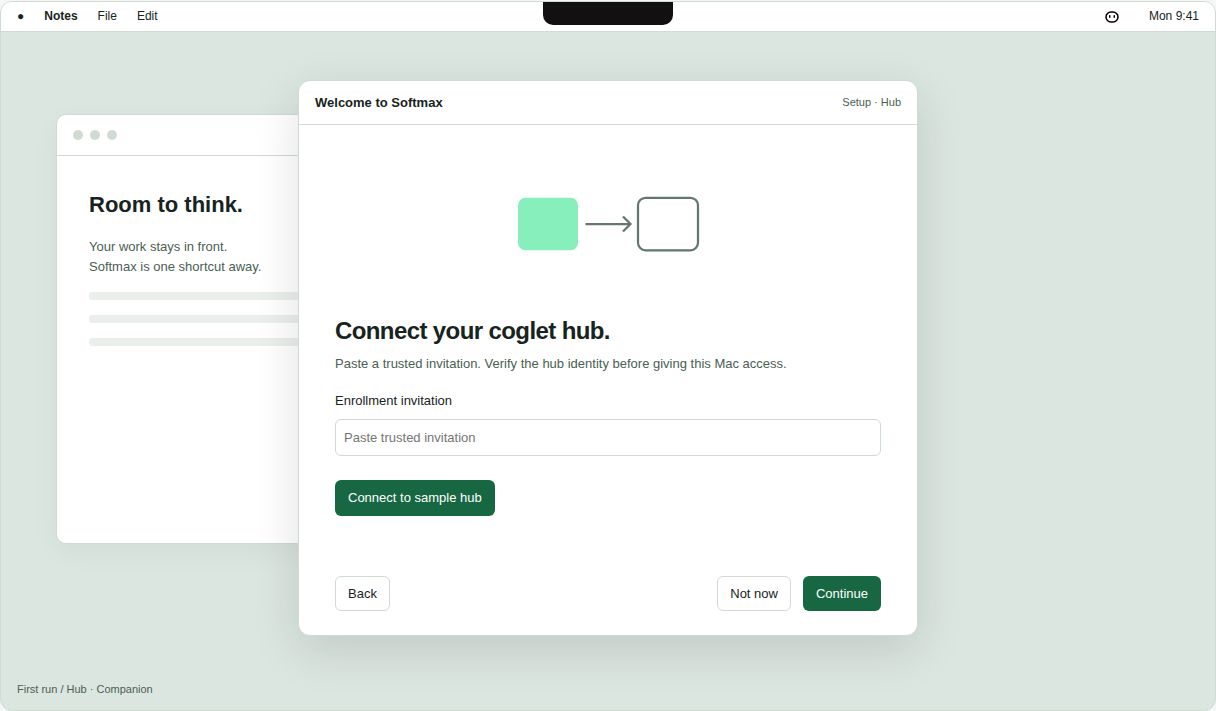 Notes File Edit
Mon 9:41
Welcome to Softmax
Setup · Hub
Room to think.
Your work stays in front.
Softmax is one shortcut away.
Connect your coglet hub.
Paste a trusted invitation. Verify the hub identity before giving this Mac access.
Enrollment invitation
Paste trusted invitation
Connect to sample hub
Back
Not now
Continue
First run / Hub · Companion